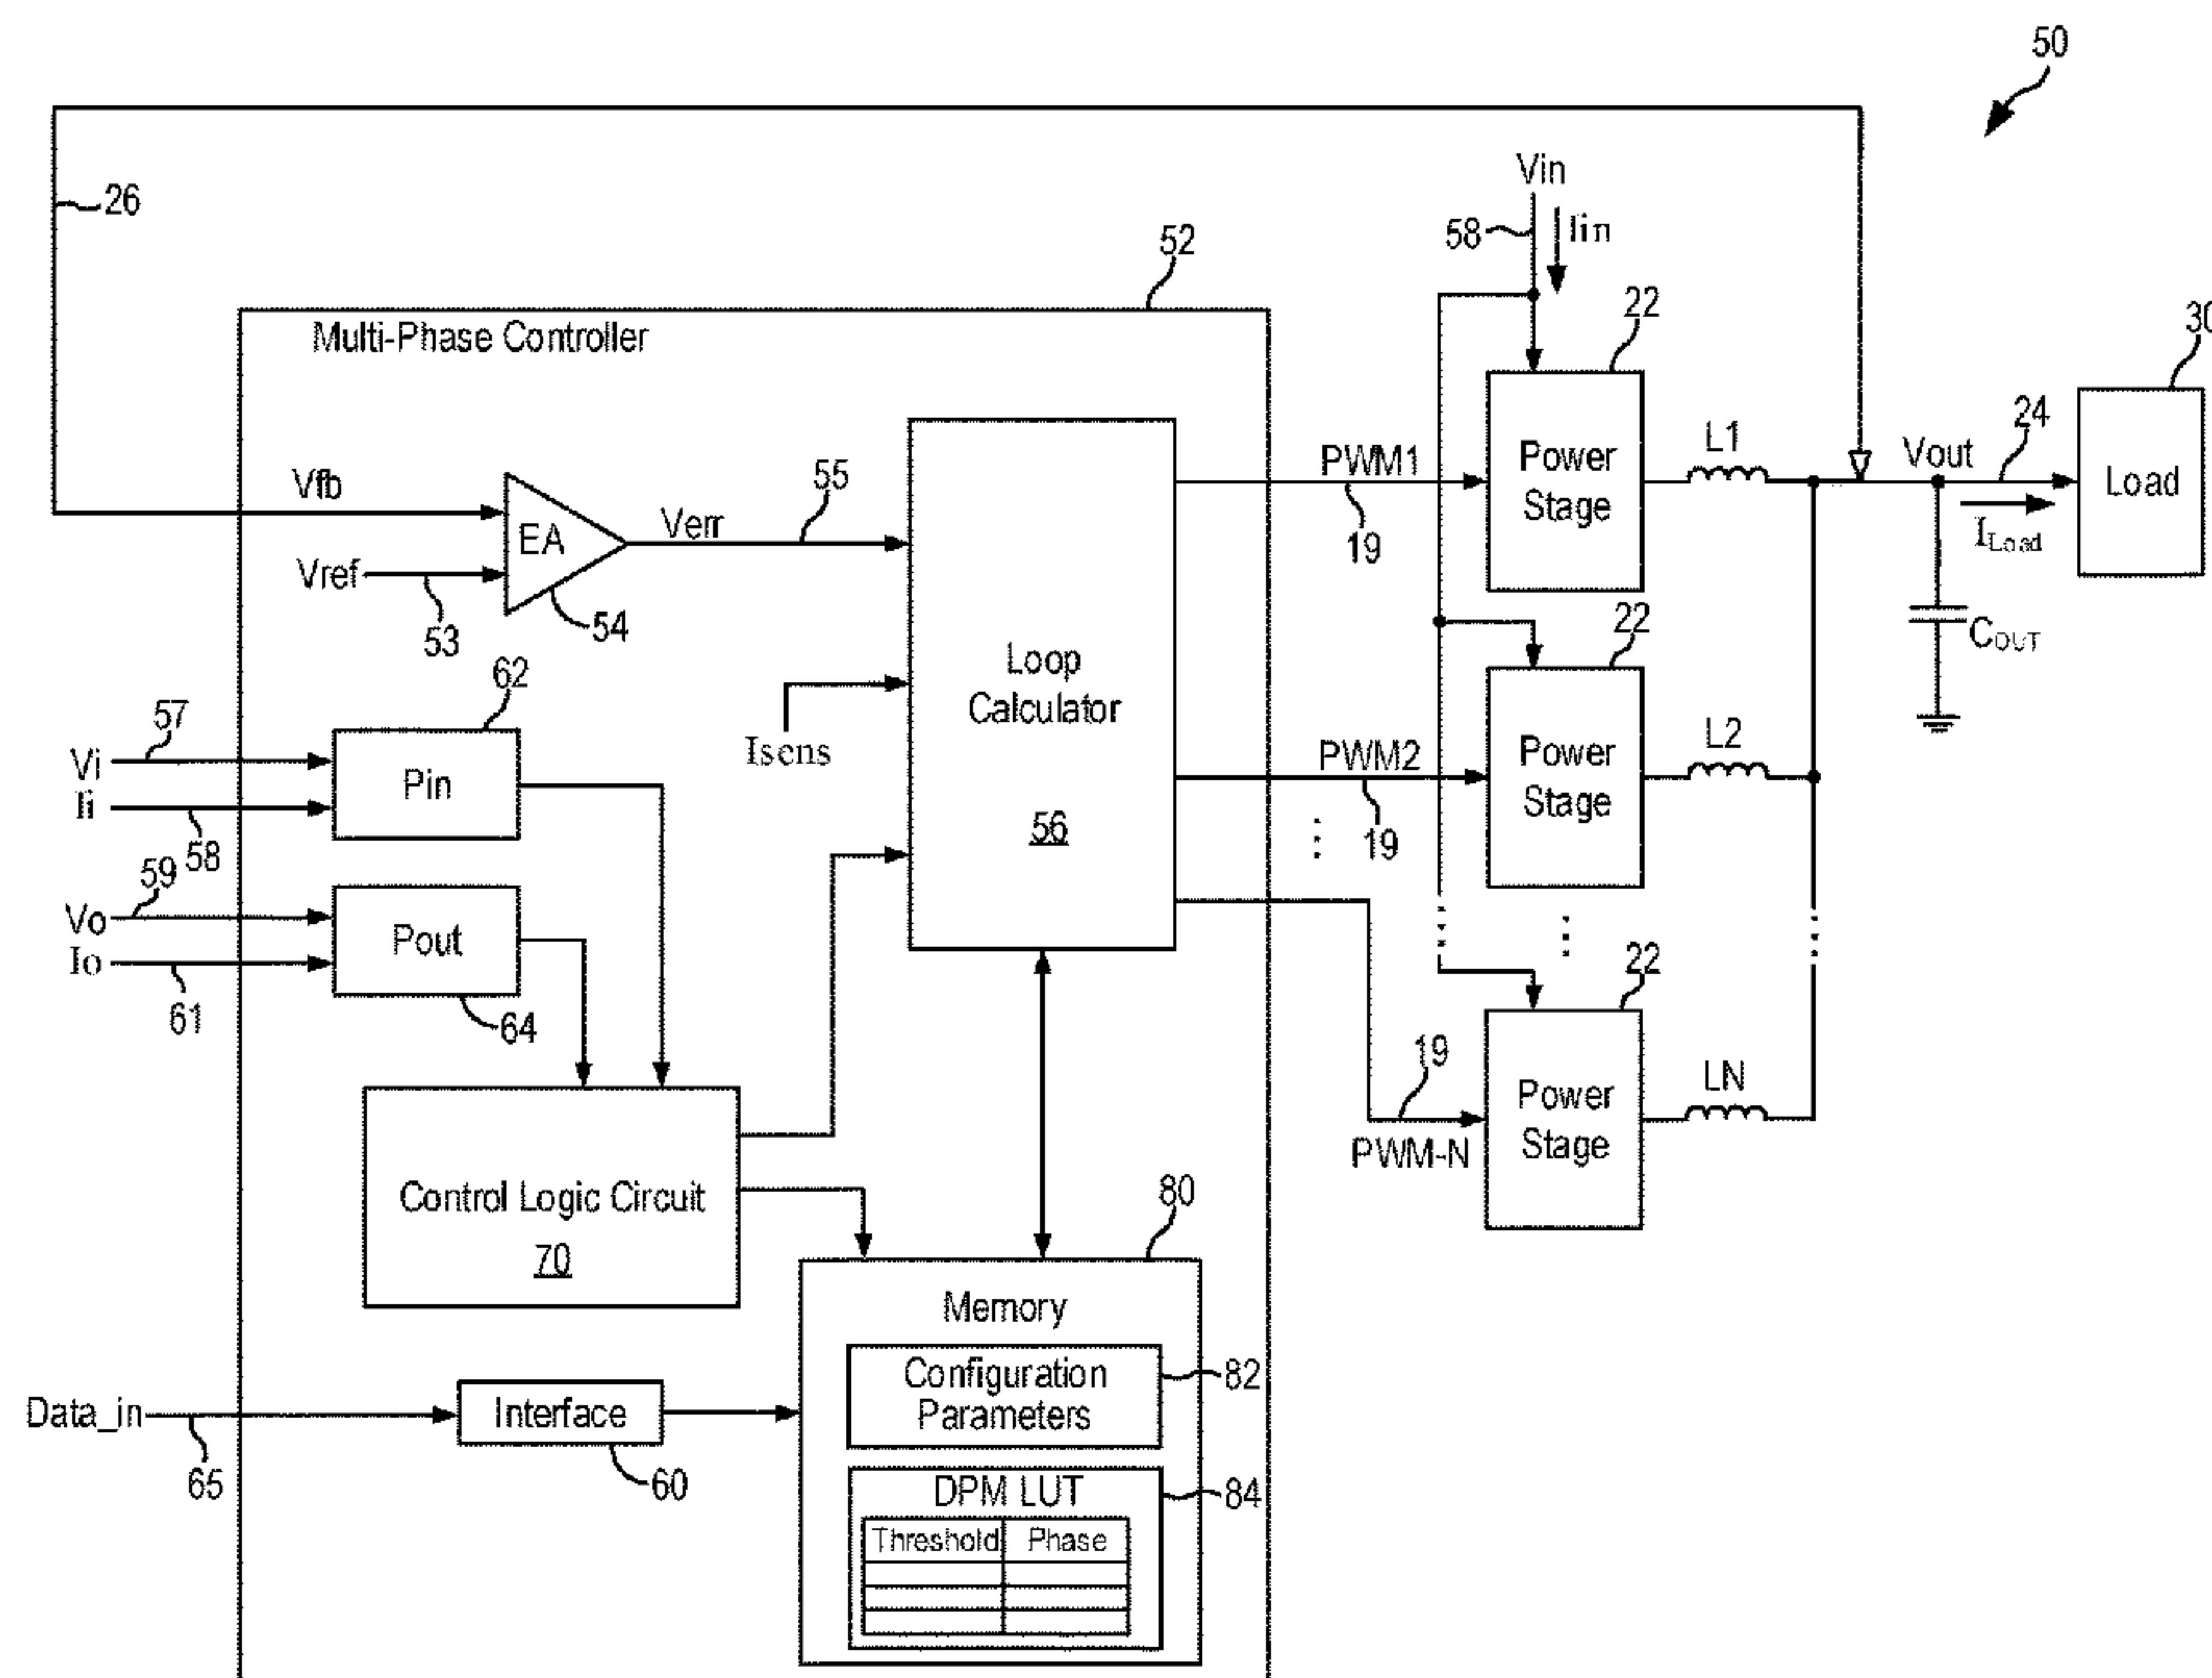 50
26
Vin
58
Iin
52
22
30
Multi-Phase Controller
Vfb
EA
Verr
55
Vref
53
54
PWM1
19
Power
Stage
L1
Vout
24
Load
I Load
C OUT
Loop
Calculator
56
Isens
62
57
Vi
Ii
58
Pin
22
PWM2
19
Power
Stage
L2
59
Vo
Io
61
Pout
64
22
19
PWM-N
Power
Stage
LN
Control Logic Circuit
70
80
Memory
Configuration
Parameters
82
Data_in
65
Interface
60
DPM LUT
84
Threshold Phase